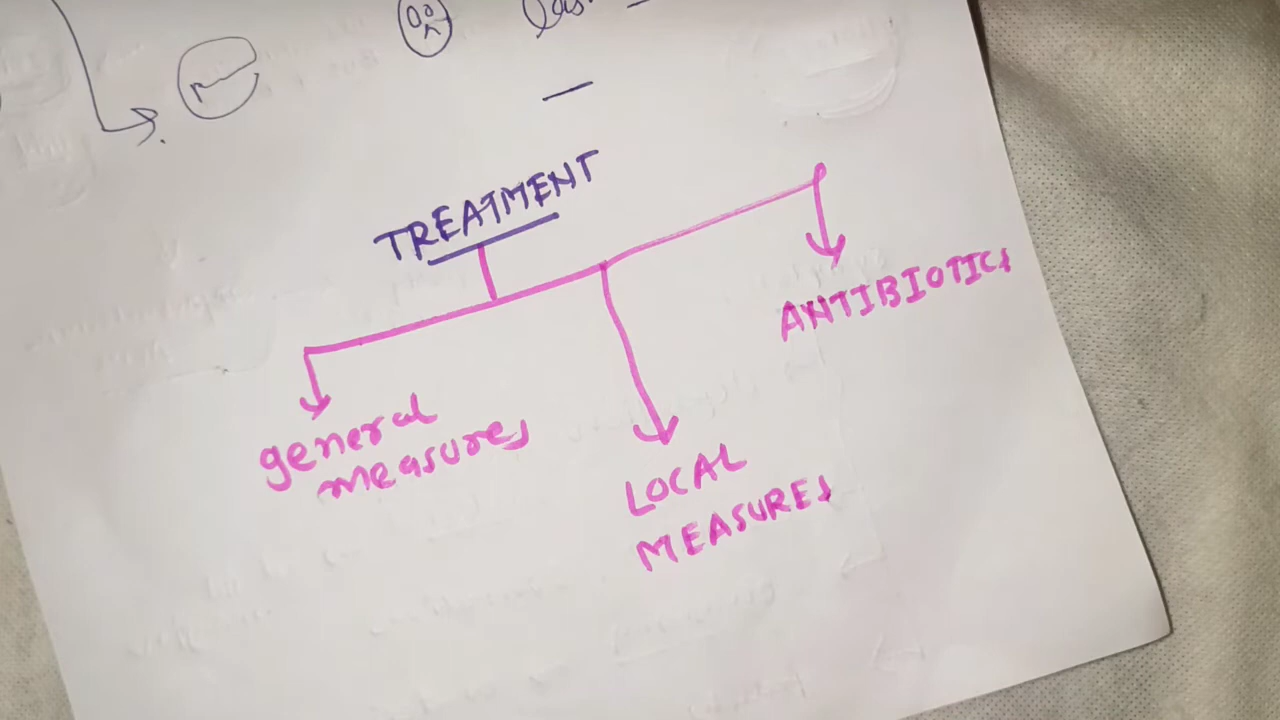 TREATMENT
general
measures
LOCAL
MEASURES
ANTIBIOTICS